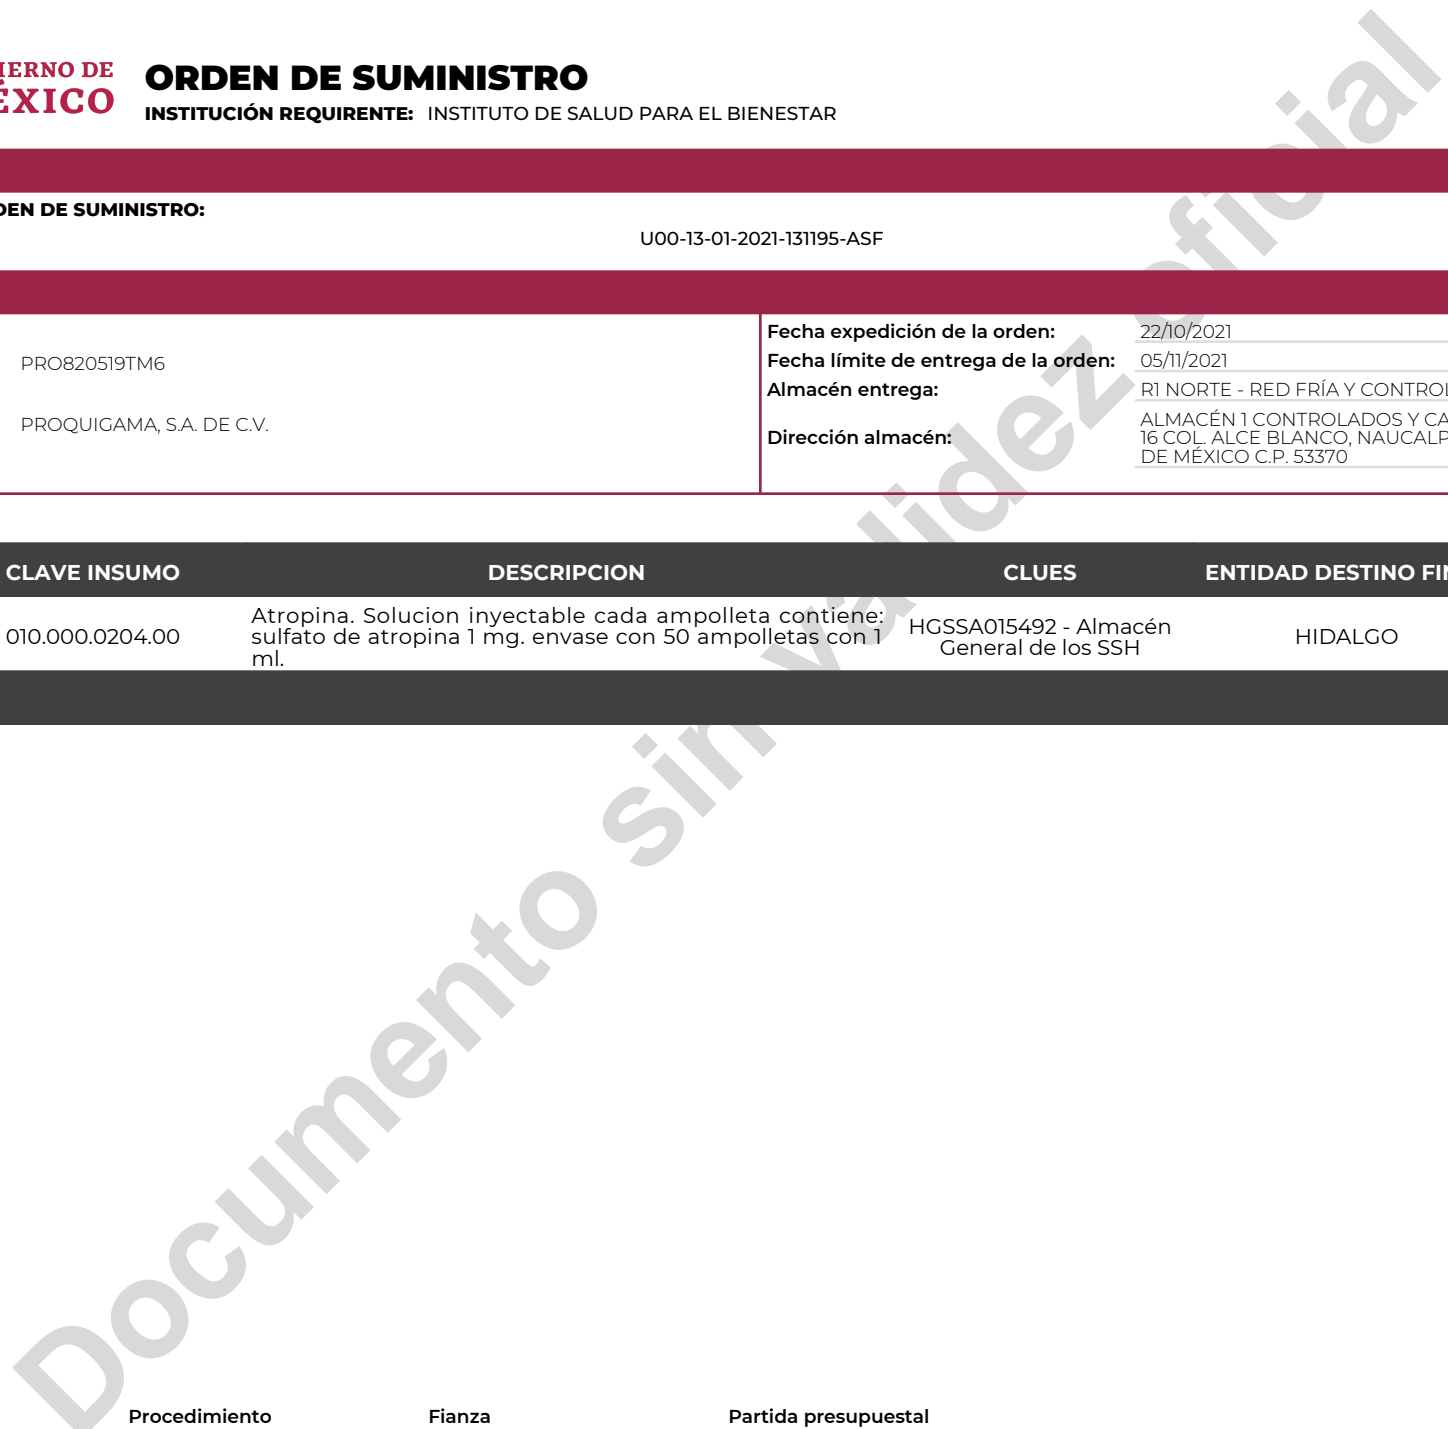 IERNO DE
ÉXICO
ORDEN DE SUMINISTRO
INSTITUCIÓN REQUIRENTE: INSTITUTO DE SALUD PARA EL BIENESTAR
DEN DE SUMINISTRO:
U00-13-01-2021-131195-ASF
PRO820519TM6
PROQUIGAMA, S.A. DE C.V.
Fecha expedición de la orden: 22/10/2021
Fecha límite de entrega de la orden: 05/11/2021
Almacén entrega: R1 NORTE - RED FRÍA Y CONTROL
Dirección almacén: ALMACÉN 1 CONTROLADOS Y CA
16 COL. ALCE BLANCO, NAUCALP
DE MÉXICO C.P. 53370
CLAVE INSUMO DESCRIPCION CLUES ENTIDAD DESTINO FIN
010.000.0204.00
Atropina. Solucion inyectable cada ampolleta contiene:
sulfato de atropina 1 mg. envase con 50 ampolletas con 1
ml.
HGSSA015492 - Almacén
General de los SSH
HIDALGO
Documento sin validez oficial
Procedimiento Fianza Partida presupuestal